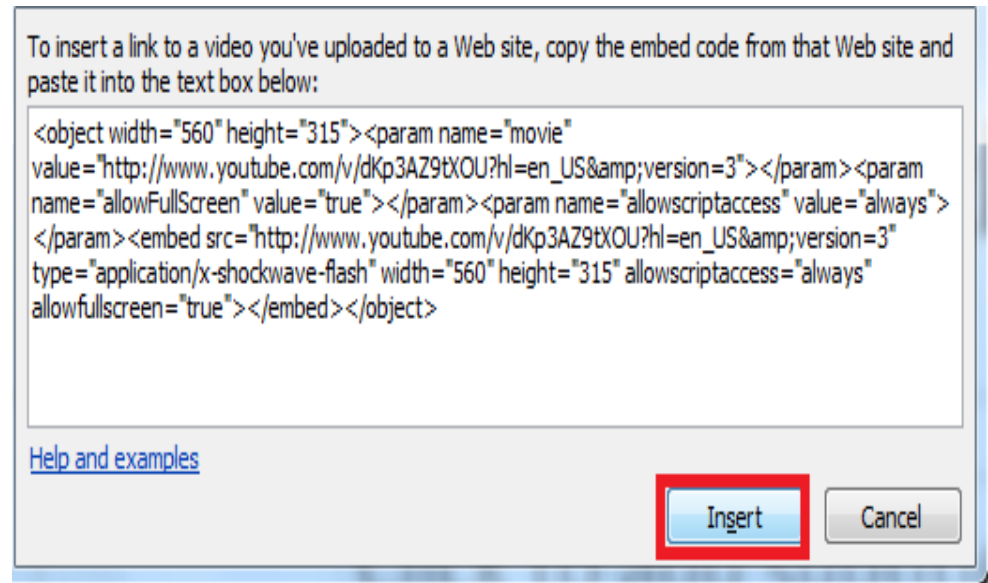 To insert a link to a video you've uploaded to a Web site, copy the embed code from that Web site and
paste it into the text box below:
<object width="560" height="315"><param name="movie"
value="http://www.youtube.com/v/dKp3AZ9tXOU?hl=en_US&amp;version=3"></param><param
name="allowFullScreen" value="true"></param><param name="allowscriptaccess" value="always">
</param><embed src="http://www.youtube.com/v/dKp3AZ9tXOU?hl=en_US&amp;version=3"
type="application/x-shockwave-flash" width="560" height="315" allowscriptaccess="always"
allowfullscreen="true"></embed></object>
Help and examples
Insert Cancel